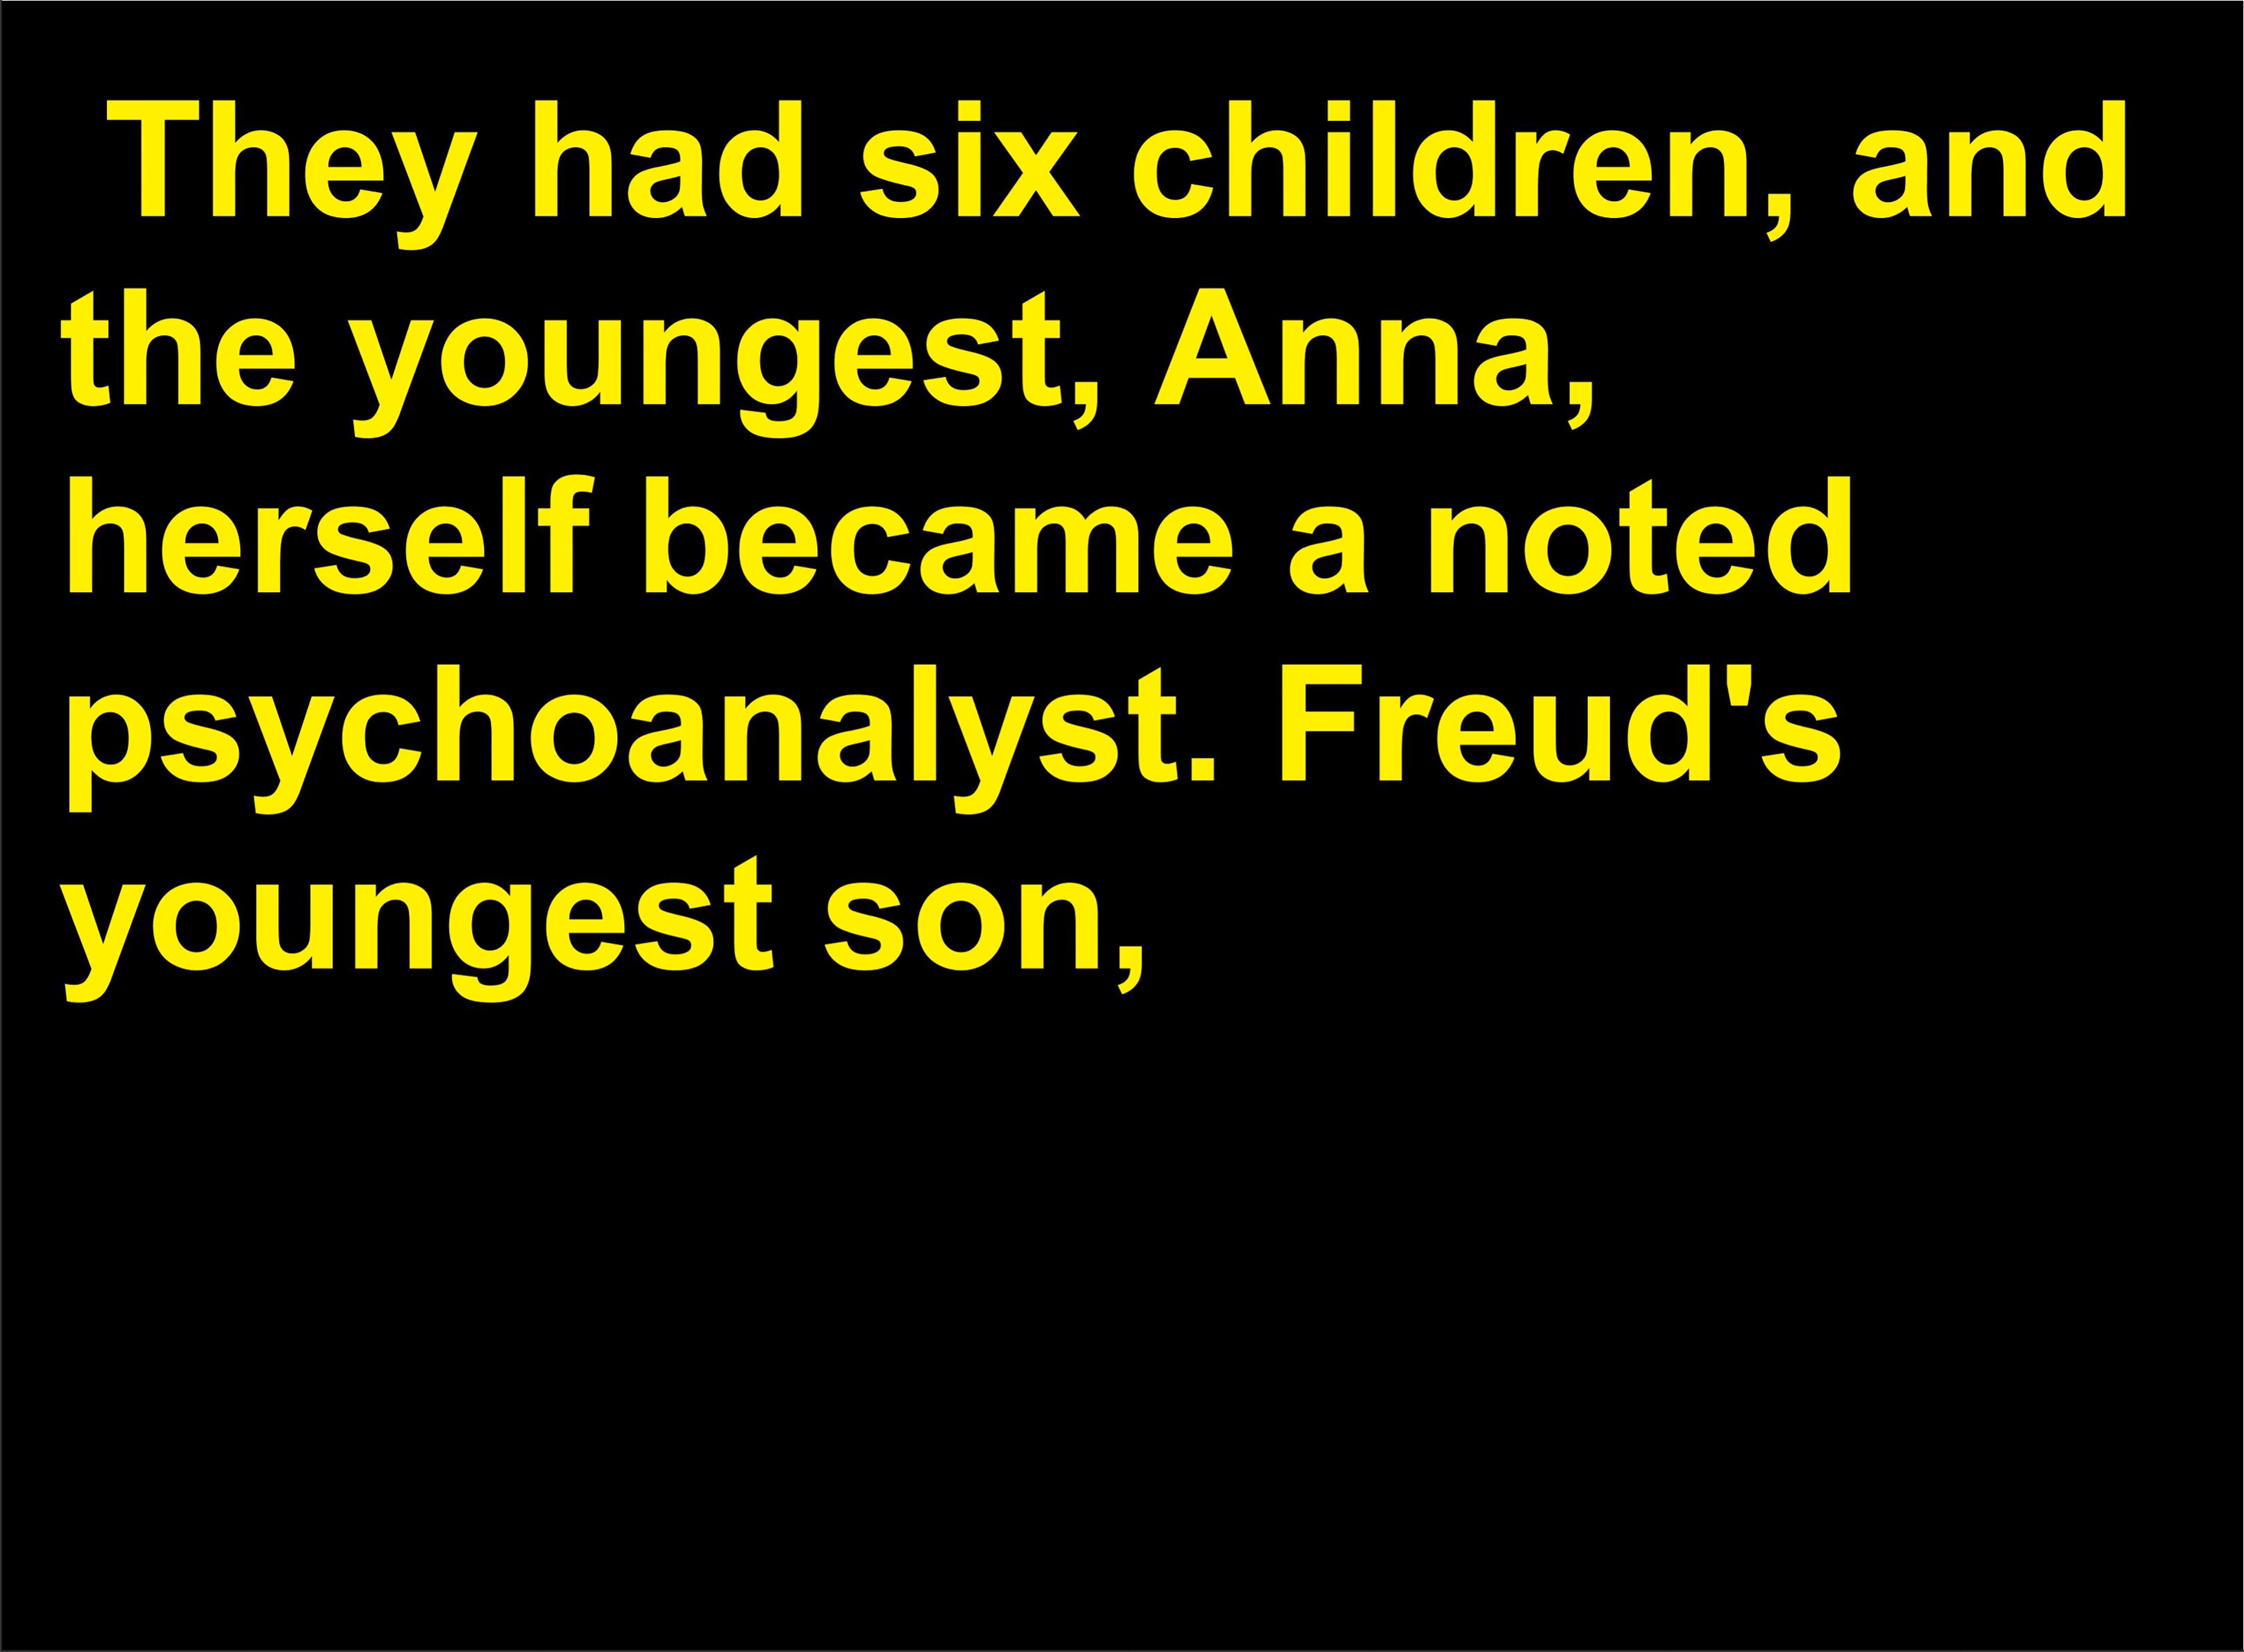 They had six children, and
the youngest, Anna,
herself became a noted
psychoanalyst. Freud's
youngest son,